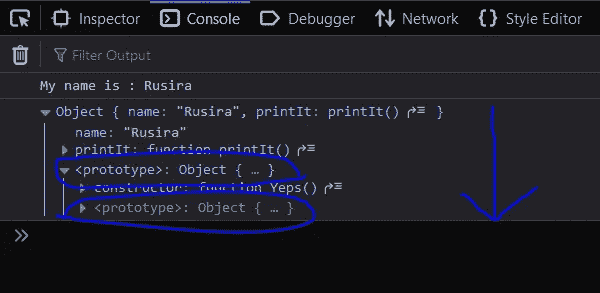 Inspector Console Debugger Network {} Style Editor
Filter Output
My name is : Rusira
Object { name: "Rusira", printIt: printIt() }
name: "Rusira"
printIt: function printIt()
<prototype>: Object { … }
constructor: function Yeps()
<prototype>: Object { … }
>>